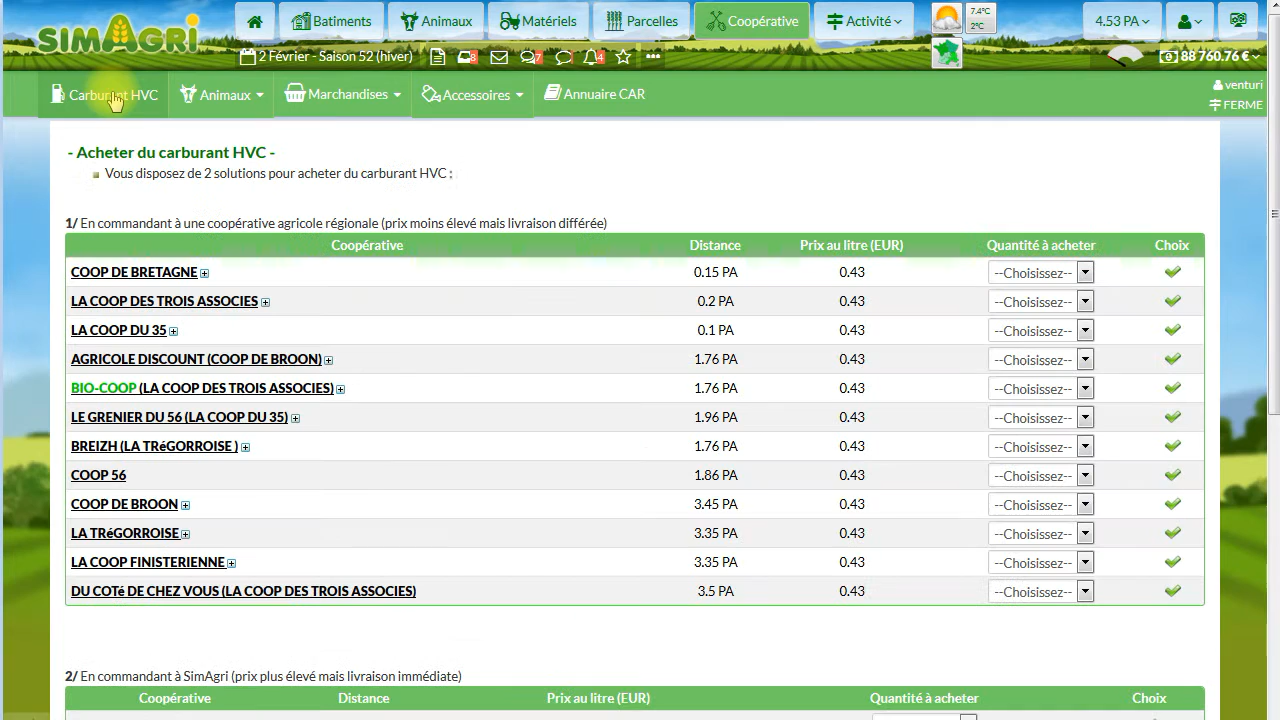 SIMAGRI
Batiments
Animaux
Matériels
Parcelles
Coopérative
Activité
7.4°C
2°C
4.53 PA
2 Février - Saison 52 (hiver)
8
7
4
88 760.76 €
Carburant HVC
Animaux
Marchandises
Accessoires
Annuaire CAR
venturi
FERME
- Acheter du carburant HVC -
Vous disposez de 2 solutions pour acheter du carburant HVC :
1/ En commandant à une coopérative agricole régionale (prix moins élevé mais livraison différée)
Coopérative Distance Prix au litre (EUR) Quantité à acheter Choix
COOP DE BRETAGNE 0.15 PA 0.43 --Choisissez--
LA COOP DES TROIS ASSOCIES 0.2 PA 0.43 --Choisissez--
LA COOP DU 35 0.1 PA 0.43 --Choisissez--
AGRICOLE DISCOUNT (COOP DE BROON) 1.76 PA 0.43 --Choisissez--
BIO-COOP (LA COOP DES TROIS ASSOCIES) 1.76 PA 0.43 --Choisissez--
LE GRENIER DU 56 (LA COOP DU 35) 1.96 PA 0.43 --Choisissez--
BREIZH (LA TRéGORROISE ) 1.76 PA 0.43 --Choisissez--
COOP 56 1.86 PA 0.43 --Choisissez--
COOP DE BROON 3.45 PA 0.43 --Choisissez--
LA TRéGORROISE 3.35 PA 0.43 --Choisissez--
LA COOP FINISTERIENNE 3.35 PA 0.43 --Choisissez--
DU COTé DE CHEZ VOUS (LA COOP DES TROIS ASSOCIES) 3.5 PA 0.43 --Choisissez--
2/ En commandant à SimAgri (prix plus élevé mais livraison immédiate)
Coopérative Distance Prix au litre (EUR) Quantité à acheter Choix